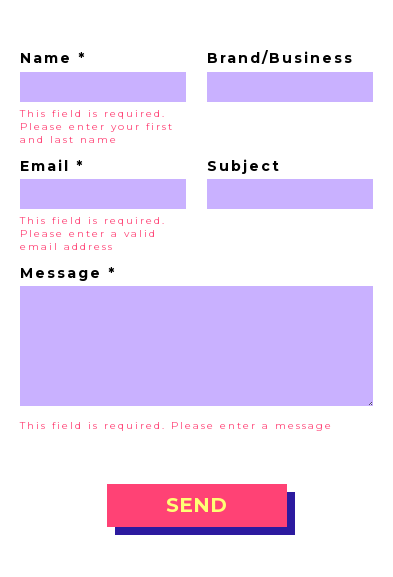 Name *
Brand/Business
This field is required.
Please enter your first
and last name
Email *
Subject
This field is required.
Please enter a valid
email address
Message *
This field is required. Please enter a message
SEND